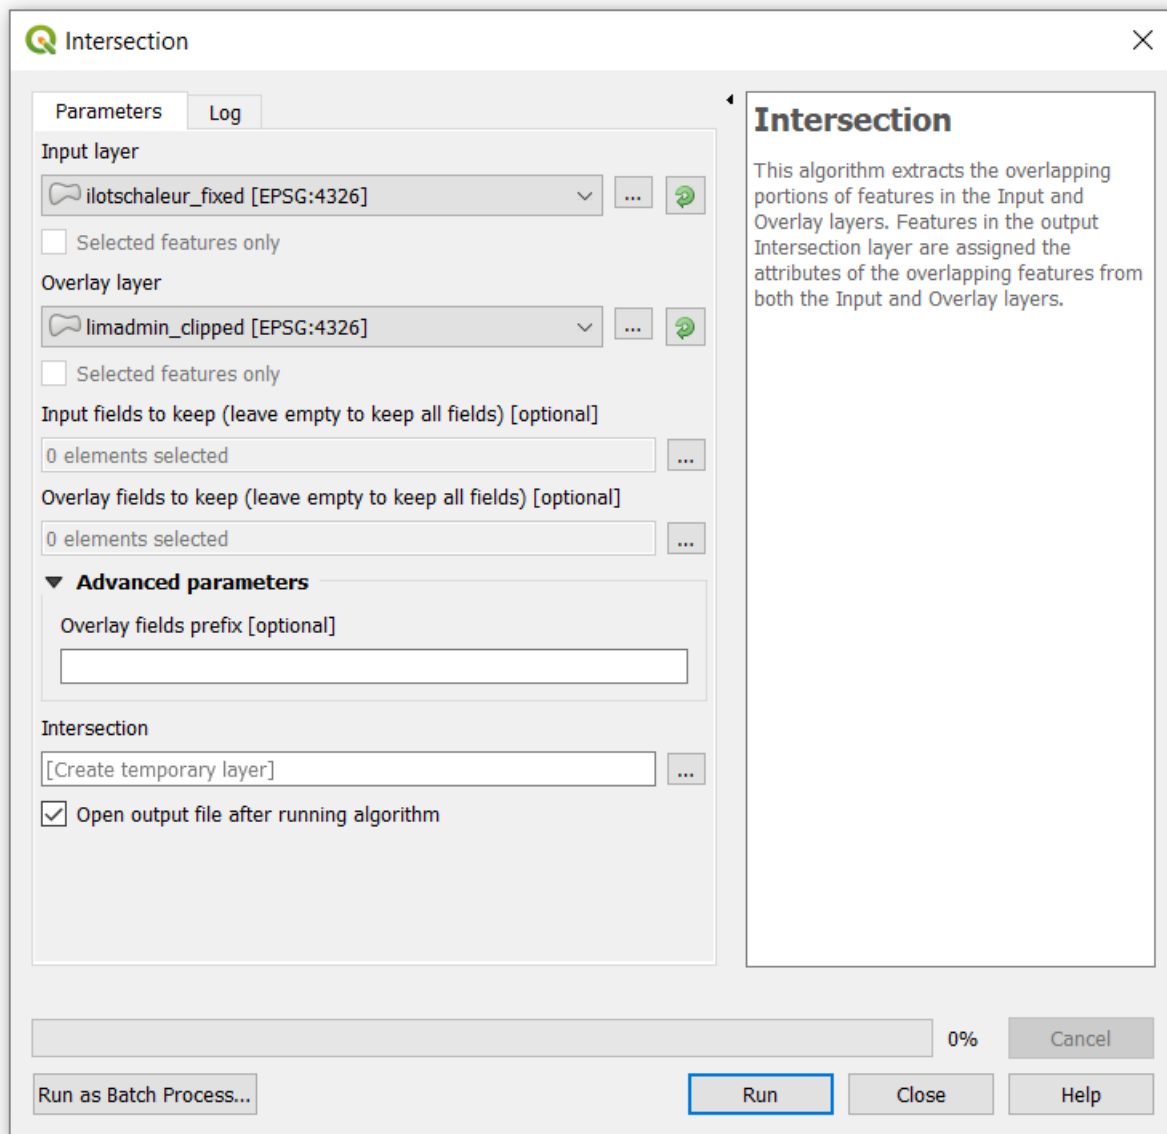 Intersection
Parameters
Log
Input layer
ilotschaleur_fixed [EPSG:4326]
...
Selected features only
Overlay layer
limadmin_clipped [EPSG:4326]
...
Selected features only
Input fields to keep (leave empty to keep all fields) [optional]
0 elements selected
...
Overlay fields to keep (leave empty to keep all fields) [optional]
0 elements selected
...
Advanced parameters
Overlay fields prefix [optional]
Intersection
[Create temporary layer]
...
Open output file after running algorithm
Intersection
This algorithm extracts the overlapping
portions of features in the Input and
Overlay layers. Features in the output
Intersection layer are assigned the
attributes of the overlapping features from
both the Input and Overlay layers.
0%
Cancel
Run as Batch Process...
Run
Close
Help